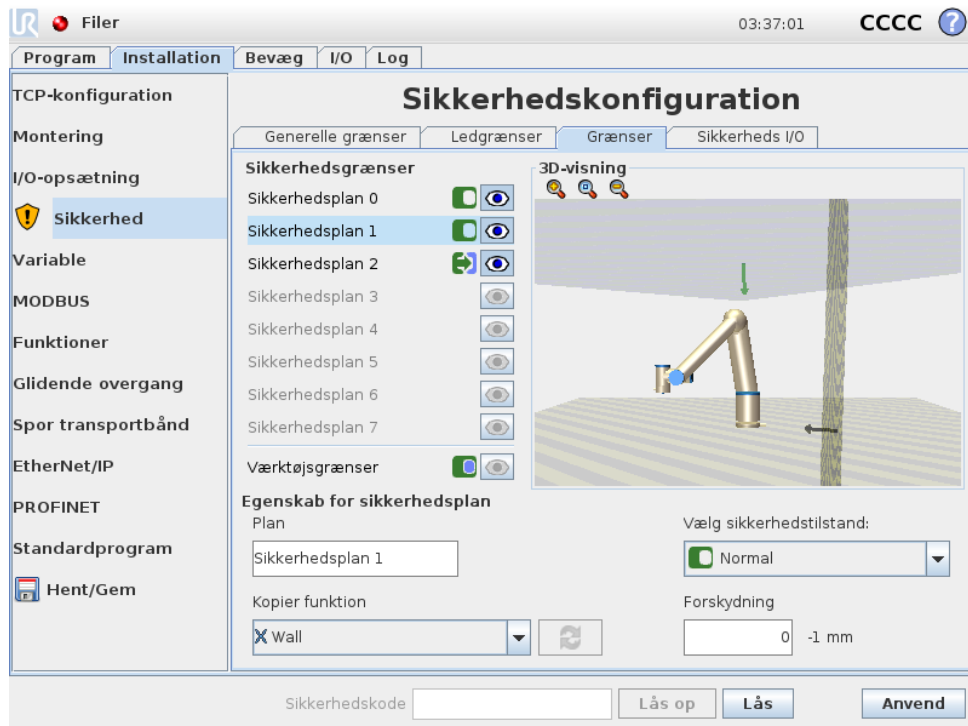 UR Filer 03:37:01 CCCC ?
Program Installation Bevæg I/O Log
TCP-konfiguration
Montering
I/O-opsætning
Sikkerhed
Variable
MODBUS
Funktioner
Glidende overgang
Spor transportbånd
EtherNet/IP
PROFINET
Standardprogram
Hent/Gem
Sikkerhedskonfiguration
Generelle grænser Ledgrænser Grænser Sikkerheds I/O
Sikkerhedsgrænser
Sikkerhedsplan 0
Sikkerhedsplan 1
Sikkerhedsplan 2
Sikkerhedsplan 3
Sikkerhedsplan 4
Sikkerhedsplan 5
Sikkerhedsplan 6
Sikkerhedsplan 7
Værktøjsgrænser
3D-visning
Egenskab for sikkerhedsplan
Plan
Sikkerhedsplan 1
Vælg sikkerhedstilstand:
Normal
Kopier funktion
Wall
Forskydning
0 -1 mm
Sikkerhedskode Lås op Lås Anvend